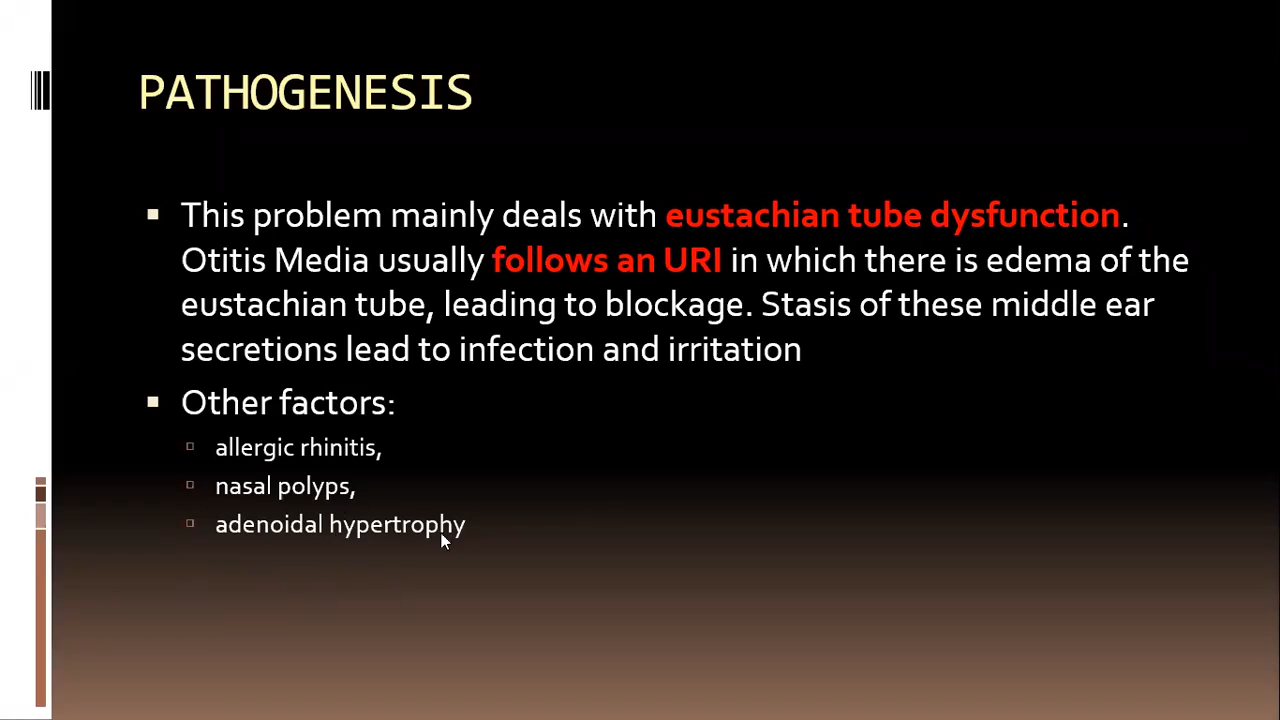 PATHOGENESIS
This problem mainly deals with eustachian tube dysfunction.
Otitis Media usually follows an URI in which there is edema of the
eustachian tube, leading to blockage. Stasis of these middle ear
secretions lead to infection and irritation
Other factors:
allergic rhinitis,
nasal polyps,
adenoidal hypertrophy